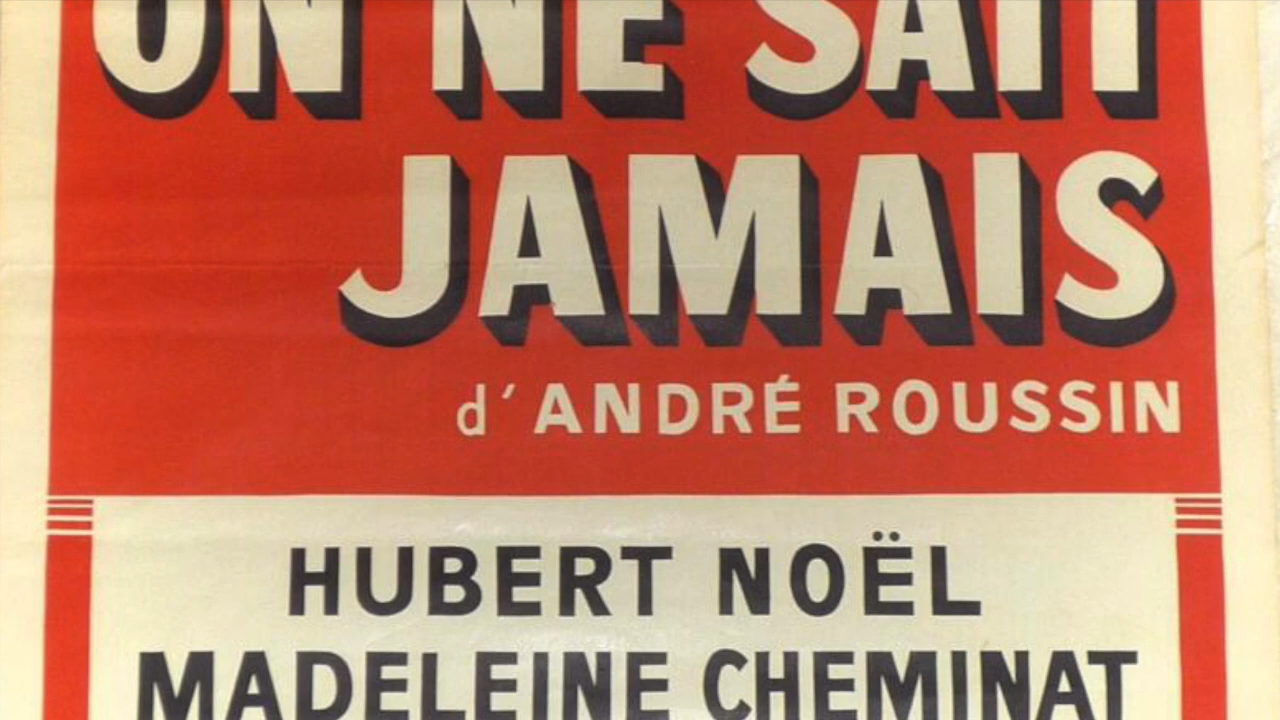 ON NE SAIT
JAMAIS
d'ANDRÉ ROUSSIN
HUBERT NOËL
MADELEINE CHEMINAT